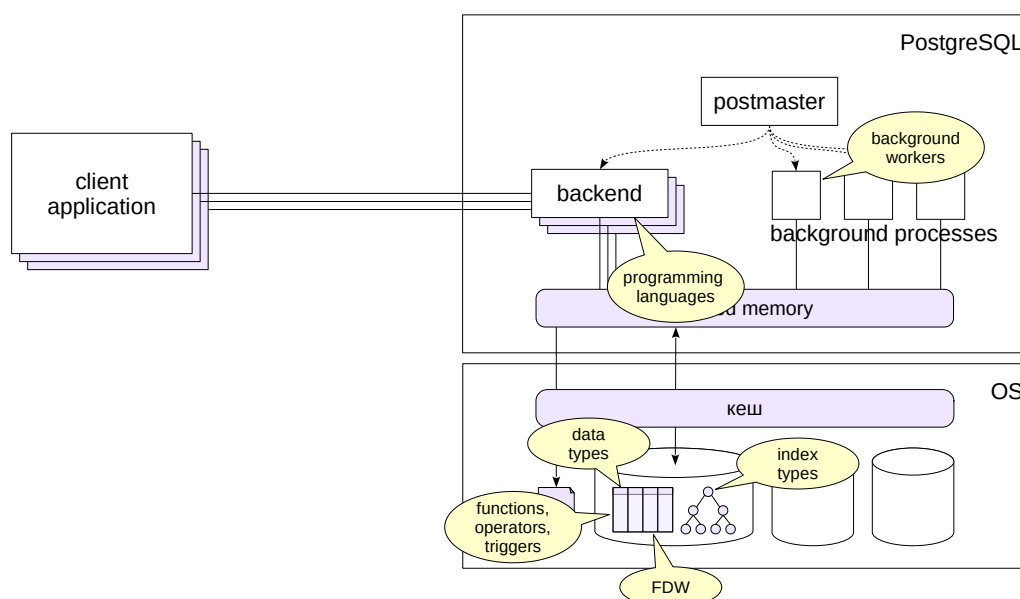 PostgreSQL
postmaster
background
workers
client
application
backend
background processes
programming
languages
memory
OS
кеш
data
types
index
types
functions,
operators,
triggers
FDW